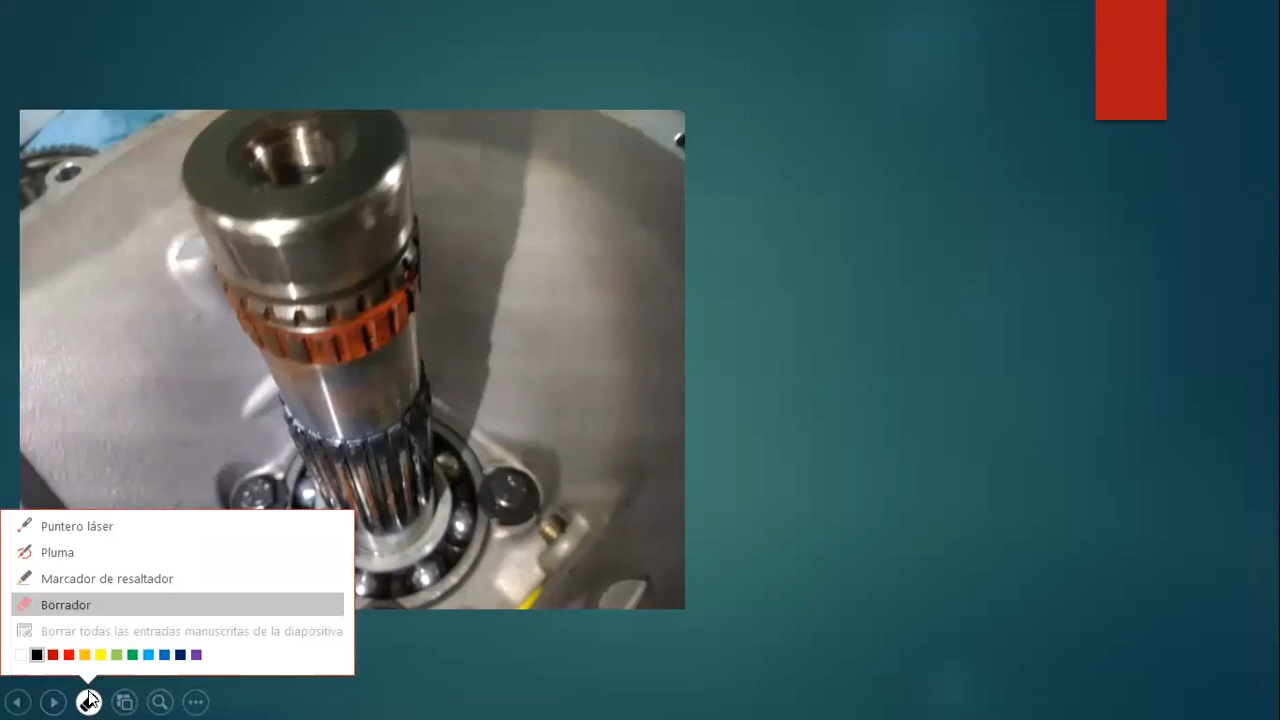 Puntero láser
Pluma
Marcador de resaltador
Borrador
Borrar todas las entradas manuscritas de la diapositiva